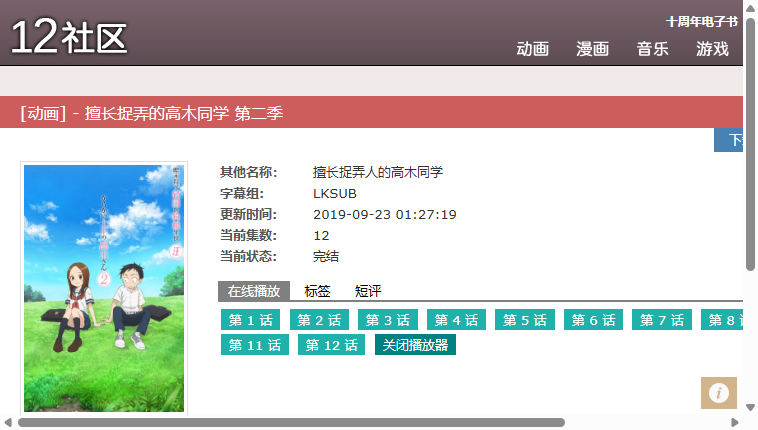 12社区
十周年电子书
动画 漫画 音乐 游戏
[动画] - 擅长捉弄的高木同学 第二季
其他名称： 擅长捉弄人的高木同学
字幕组： LKSUB
更新时间： 2019-09-23 01:27:19
当前集数： 12
当前状态： 完结
在线播放 标签 短评
第 1 话 第 2 话 第 3 话 第 4 话 第 5 话 第 6 话 第 7 话 第 8
第 11 话 第 12 话 关闭播放器
2
i